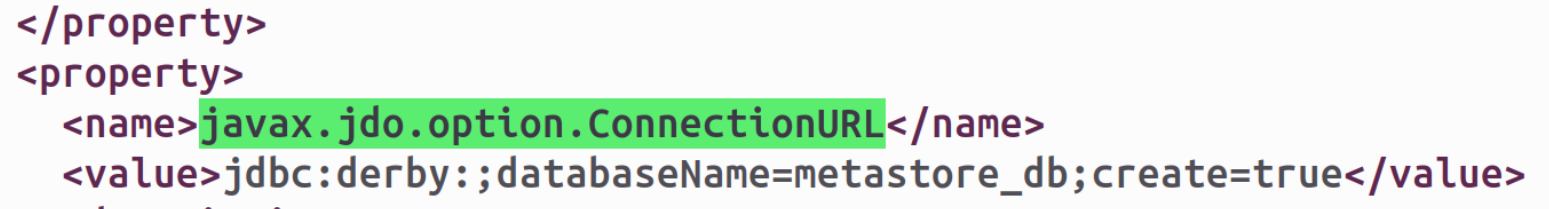 </property>
<property>
<name>javax.jdo.option.ConnectionURL</name>
<value>jdbc:derby:;databaseName=metastore_db;create=true</value>